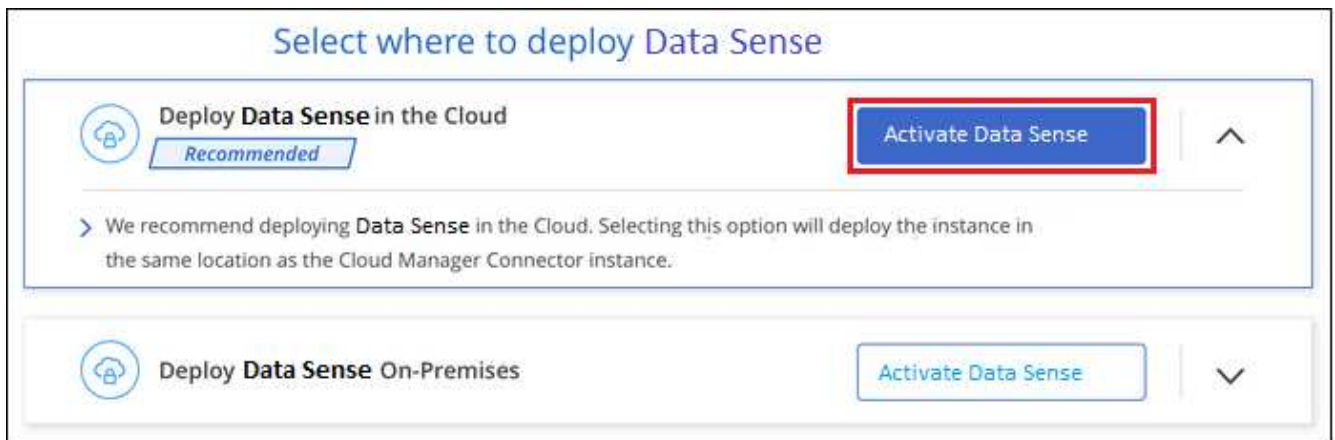 Select where to deploy Data Sense
Deploy Data Sense in the Cloud
Activate Data Sense
Recommended
We recommend deploying Data Sense in the Cloud. Selecting this option will deploy the instance in
the same location as the Cloud Manager Connector instance.
Deploy Data Sense On-Premises
Activate Data Sense